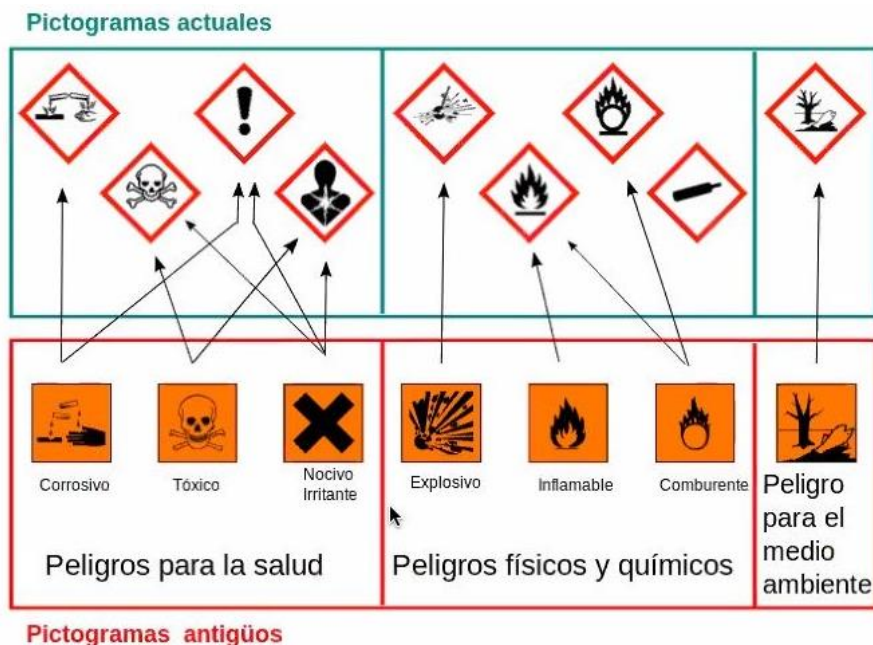 Pictogramas actuales
Corrosivo
Tóxico
Nocivo
Irritante
Explosivo
Inflamable
Comburente
Peligros para la salud
Peligros físicos y químicos
Peligro
para el
medio
ambiente
Pictogramas antigüos